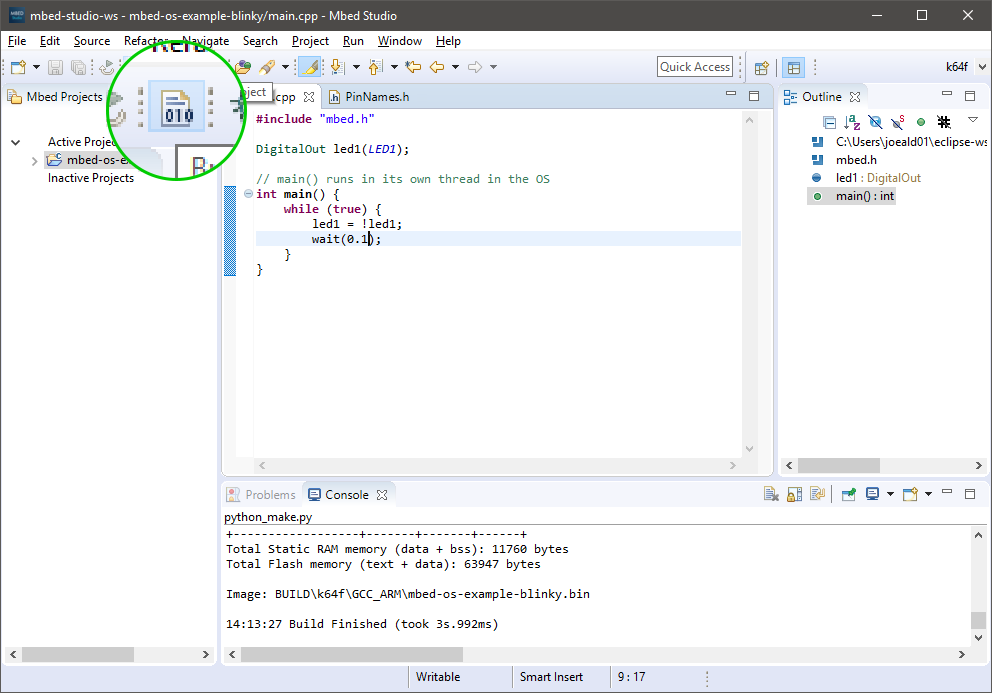 mbed-studio-ws - mbed-os-example-blinky/main.cpp - Mbed Studio
File Edit Source Refactor Navigate Search Project Run Window Help
Quick Access
k64f
010
Mbed Projects
Active
mbed-os-
Inactive Projects
cpp
PinNames.h
#include "mbed.h"
DigitalOut led1(LED1);
// main() runs in its own thread in the OS
int main() {
while (true) {
led1 = !led1;
wait(0.1);
}
}
Outline
C:\Users\joeald01\eclipse-ws
mbed.h
led1 : DigitalOut
main() : int
Problems
Console
python_make.py
+------------------+-------+-------+------+
Total Static RAM memory (data + bss): 11760 bytes
Total Flash memory (text + data): 63947 bytes
Image: BUILD\k64f\GCC_ARM\mbed-os-example-blinky.bin
14:13:27 Build Finished (took 3s.992ms)
Writable
Smart Insert
9 : 17